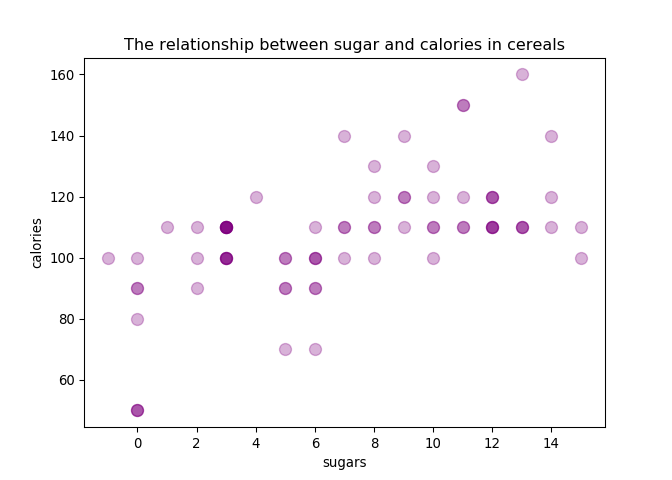 The relationship between sugar and calories in cereals
160
140
120
100
80
60
calories
0 2 4 6 8 10 12 14
sugars